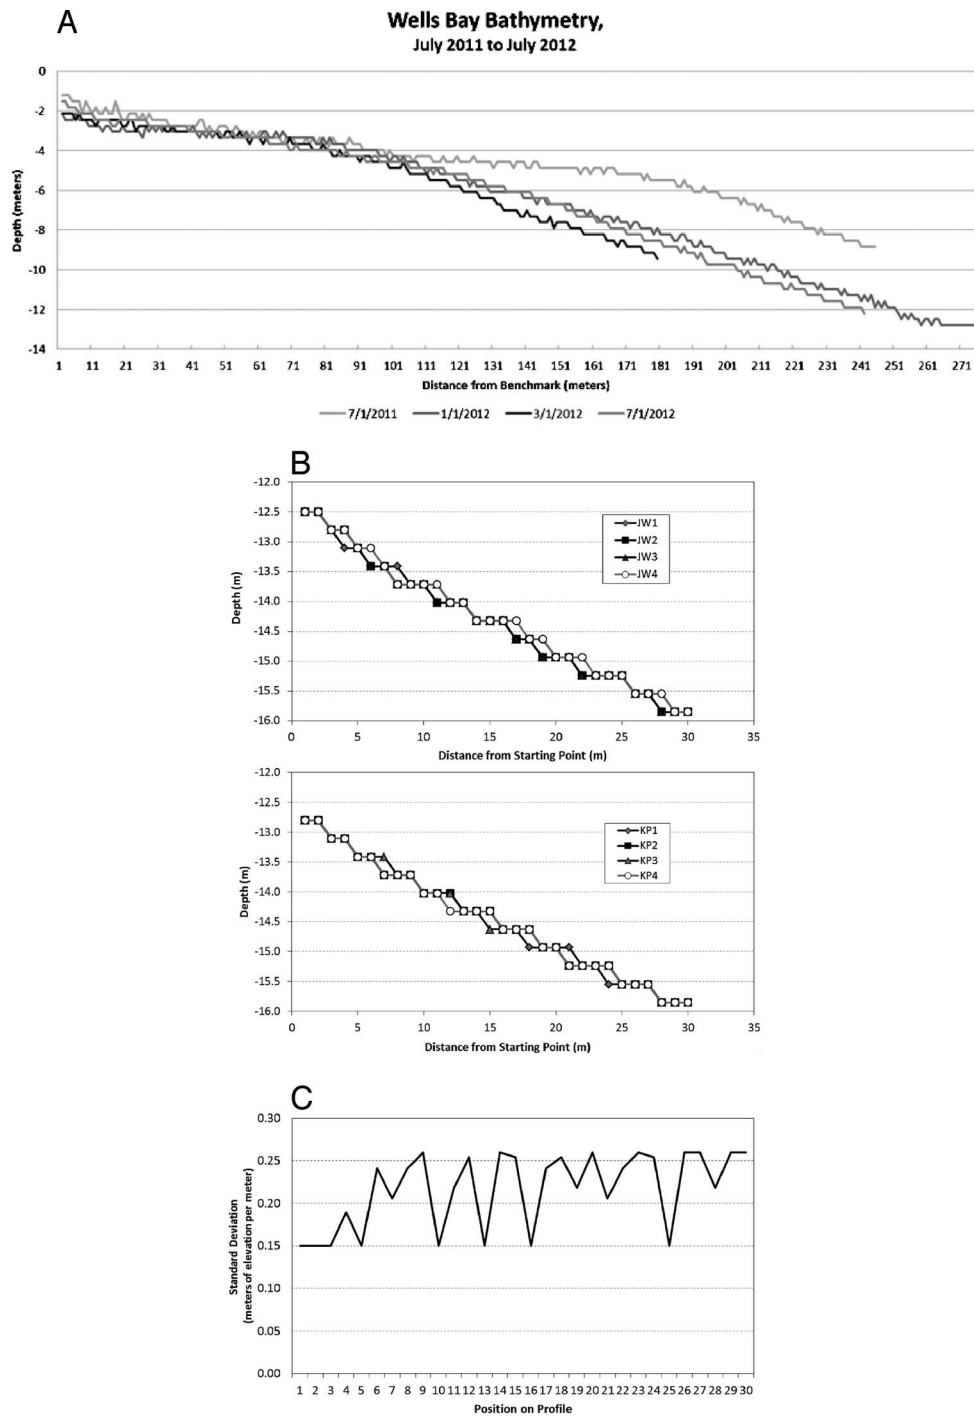 A
Wells Bay Bathymetry,
July 2011 to July 2012
0
-2
-4
-6
-8
-10
-12
-14
Depth (meters)
1 11 21 31 41 51 61 71 81 91 101 111 121 131 141 151 161 171 181 191 201 211 221 231 241 251 261 271
Distance from Benchmark (meters)
7/1/2011 1/1/2012 3/1/2012 7/1/2012
B
-12.0
-12.5
-13.0
-13.5
-14.0
-14.5
-15.0
-15.5
-16.0
Depth (m)
JW1
JW2
JW3
JW4
0 5 10 15 20 25 30 35
Distance from Starting Point (m)
-12.0
-12.5
-13.0
-13.5
-14.0
-14.5
-15.0
-15.5
-16.0
Depth (m)
KP1
KP2
KP3
KP4
0 5 10 15 20 25 30 35
Distance from Starting Point (m)
C
0.30
0.25
0.20
0.15
0.10
0.05
0.00
Standard Deviation
(meters of elevation per meter)
1 2 3 4 5 6 7 8 9 10 11 12 13 14 15 16 17 18 19 20 21 22 23 24 25 26 27 28 29 30
Position on Profile